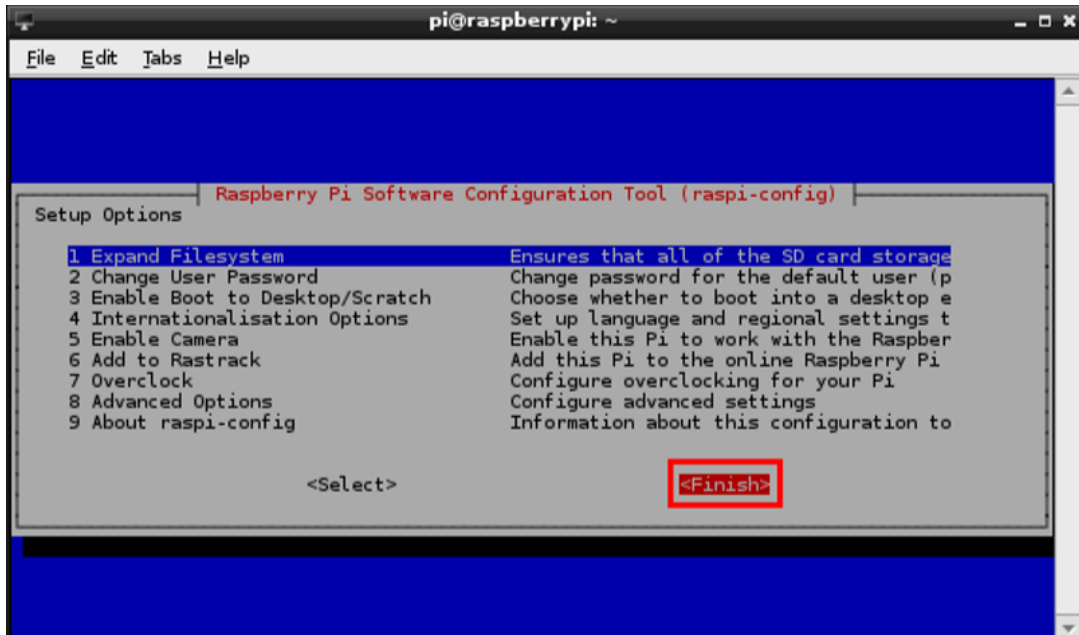 pi@raspberrypi: ~
File Edit Tabs Help
Raspberry Pi Software Configuration Tool (raspi-config)
Setup Options
1 Expand Filesystem Ensures that all of the SD card storage
2 Change User Password Change password for the default user (p
3 Enable Boot to Desktop/Scratch Choose whether to boot into a desktop e
4 Internationalisation Options Set up language and regional settings t
5 Enable Camera Enable this Pi to work with the Raspber
6 Add to Rastrack Add this Pi to the online Raspberry Pi
7 Overclock Configure overclocking for your Pi
8 Advanced Options Configure advanced settings
9 About raspi-config Information about this configuration to
<Select> <Finish>